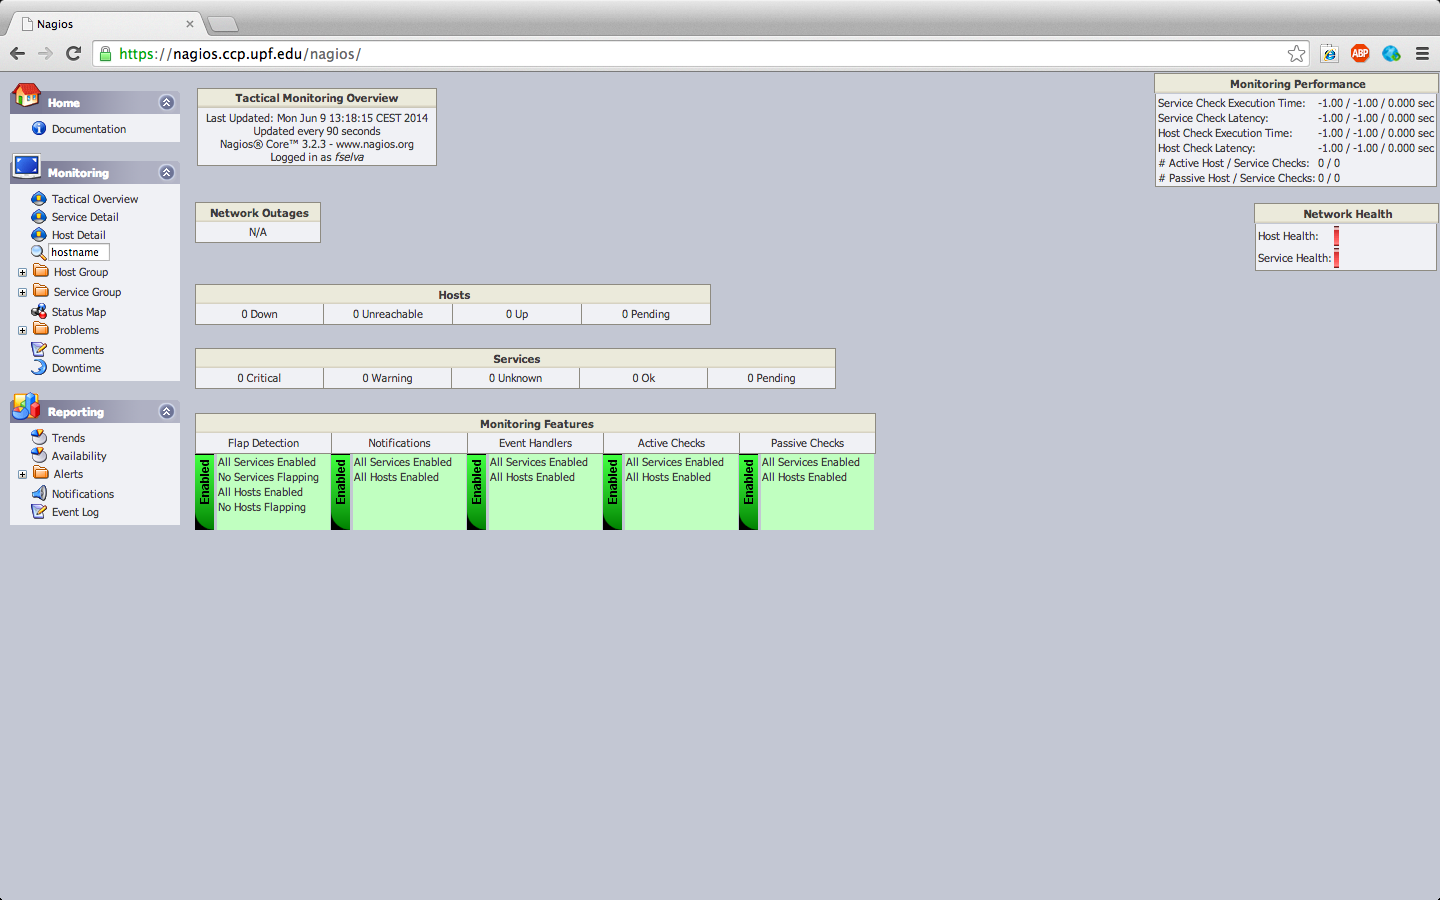 Nagios
https://nagios.ccp.upf.edu/nagios/
ABP
Home
Documentation
Monitoring
Tactical Overview
Service Detail
Host Detail
hostname
Host Group
Service Group
Status Map
Problems
Comments
Downtime
Reporting
Trends
Availability
Alerts
Notifications
Event Log
Tactical Monitoring Overview
Last Updated: Mon Jun 9 13:18:15 CEST 2014
Updated every 90 seconds
Nagios® Core™ 3.2.3 - www.nagios.org
Logged in as fselva
Monitoring Performance
Service Check Execution Time: -1.00 / -1.00 / 0.000 sec
Service Check Latency: -1.00 / -1.00 / 0.000 sec
Host Check Execution Time: -1.00 / -1.00 / 0.000 sec
Host Check Latency: -1.00 / -1.00 / 0.000 sec
# Active Host / Service Checks: 0 / 0
# Passive Host / Service Checks: 0 / 0
Network Outages
N/A
Network Health
Host Health:
Service Health:
Hosts
0 Down 0 Unreachable 0 Up 0 Pending
Services
0 Critical 0 Warning 0 Unknown 0 Ok 0 Pending
Monitoring Features
Flap Detection Notifications Event Handlers Active Checks Passive Checks
Enabled
All Services Enabled
No Services Flapping
All Hosts Enabled
No Hosts Flapping
Enabled
All Services Enabled
All Hosts Enabled
Enabled
All Services Enabled
All Hosts Enabled
Enabled
All Services Enabled
All Hosts Enabled
Enabled
All Services Enabled
All Hosts Enabled